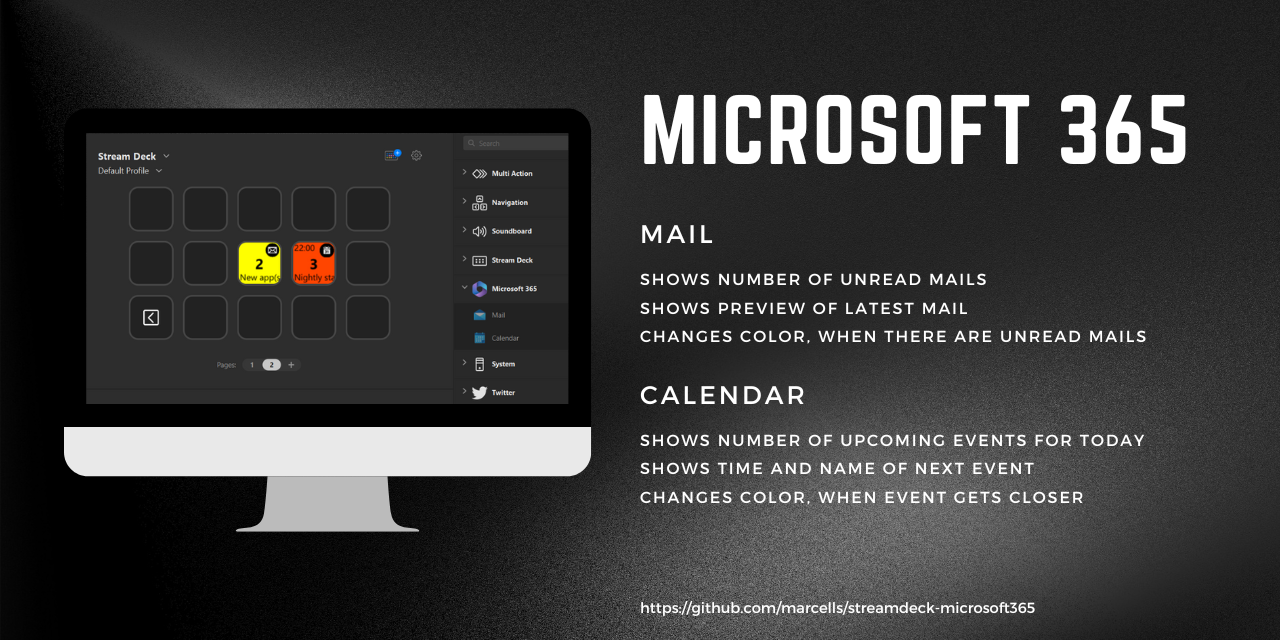 MICROSOFT 365
MAIL
SHOWS NUMBER OF UNREAD MAILS
SHOWS PREVIEW OF LATEST MAIL
CHANGES COLOR, WHEN THERE ARE UNREAD MAILS
CALENDAR
SHOWS NUMBER OF UPCOMING EVENTS FOR TODAY
SHOWS TIME AND NAME OF NEXT EVENT
CHANGES COLOR, WHEN EVENT GETS CLOSER
https://github.com/marcells/streamdeck-microsoft365
Stream Deck
Default Profile
2
New app(s
22:00
3
Nightly sta
Pages: 1 2 +
Search
Multi Action
Navigation
Soundboard
Stream Deck
Microsoft 365
Mail
Calendar
System
Twitter